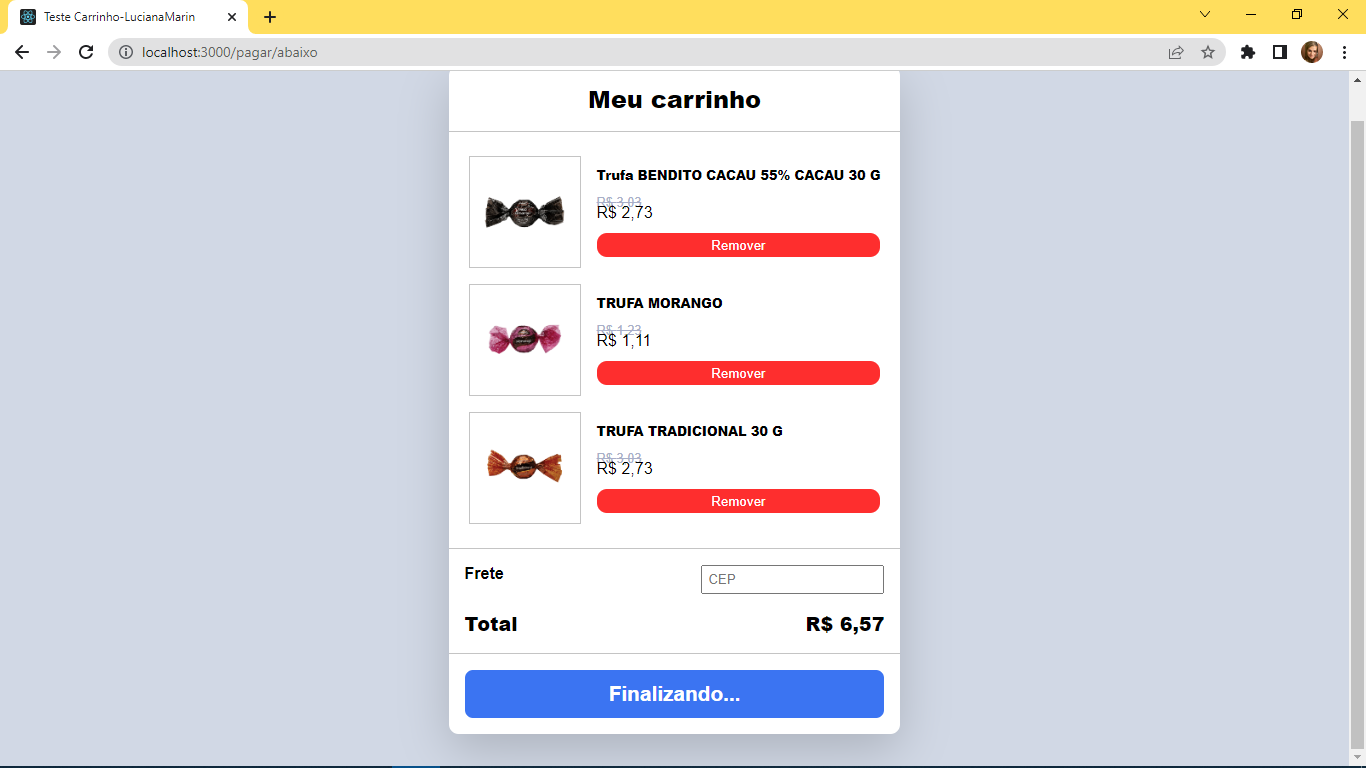 Teste Carrinho-LucianaMarin
localhost:3000/pagar/abaixo
Meu carrinho
Trufa BENDITO CACAU 55% CACAU 30 G
R$ 3,03
R$ 2,73
Remover
TRUFA MORANGO
R$ 1,23
R$ 1,11
Remover
TRUFA TRADICIONAL 30 G
R$ 3,03
R$ 2,73
Remover
Frete
CEP
Total R$ 6,57
Finalizando...